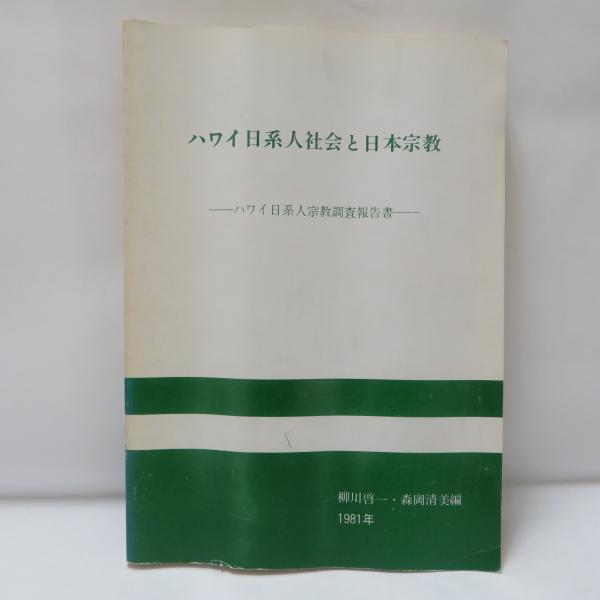 ハワイ日系人社会と日本宗教
——ハワイ日系人宗教調査報告書——
柳川啓一・森岡清美編
1981年